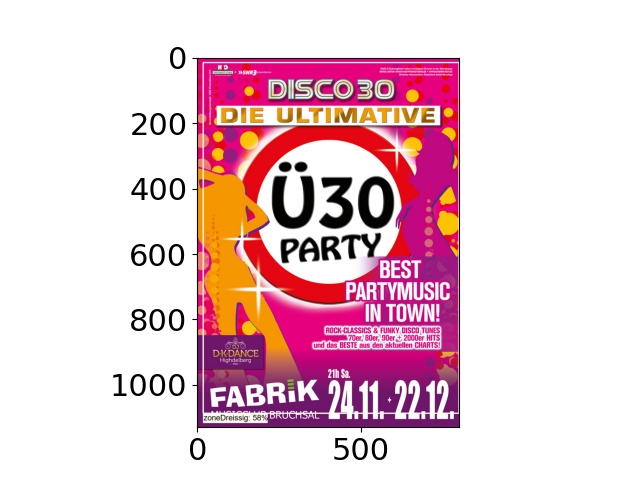 0
200
400
600
800
1000
0
500
DISCO 30
DIE ULTIMATIVE
Ü30
PARTY
BEST
PARTYMUSIC
IN TOWN!
ROCK-CLASSICS & FUNKY DISCO TUNES
70er, 80er, 90er + 2000er HITS
und das BESTE aus den aktuellen CHARTS!
D·K·DANCE
Highdelberg
21h Sa.
FABRiK
24.11. + 22.12.
MUSICCLUB BRUCHSAL
zoneDreissig: 58%